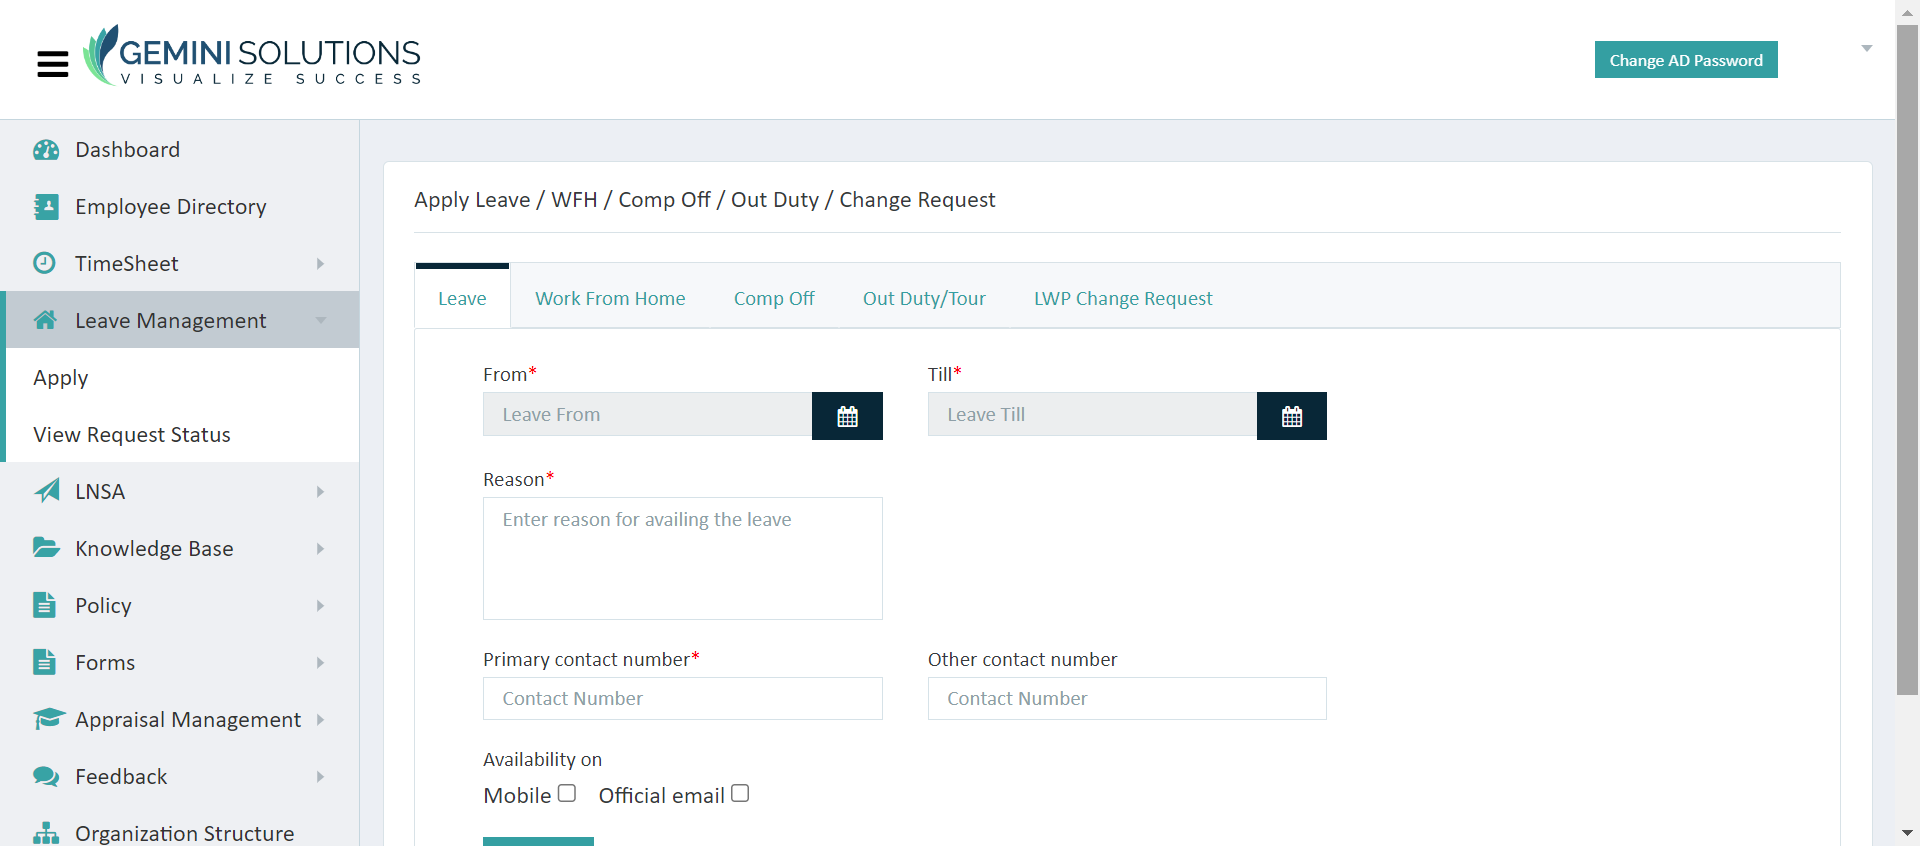 GEMINI SOLUTIONS
VISUALIZE SUCCESS
Change AD Password
Dashboard
Employee Directory
TimeSheet
Leave Management
Apply
View Request Status
LNSA
Knowledge Base
Policy
Forms
Appraisal Management
Feedback
Organization Structure
Apply Leave / WFH / Comp Off / Out Duty / Change Request
Leave Work From Home Comp Off Out Duty/Tour LWP Change Request
From* Till*
Leave From Leave Till
Reason*
Enter reason for availing the leave
Primary contact number* Other contact number
Contact Number Contact Number
Availability on
Mobile Official email